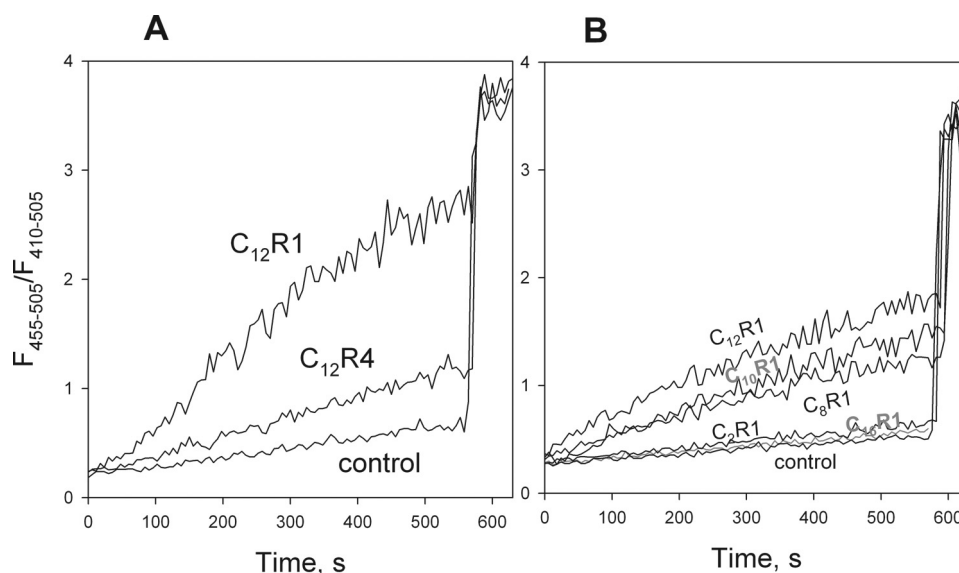 A
B
F455-505/F410-505
4
3
2
1
0
C12R1
C12R4
control
0 100 200 300 400 500 600
Time, s
4
3
2
1
0
C12R1
C10R1
C8R1
C2R1
C16R1
control
0 100 200 300 400 500 600
Time, s